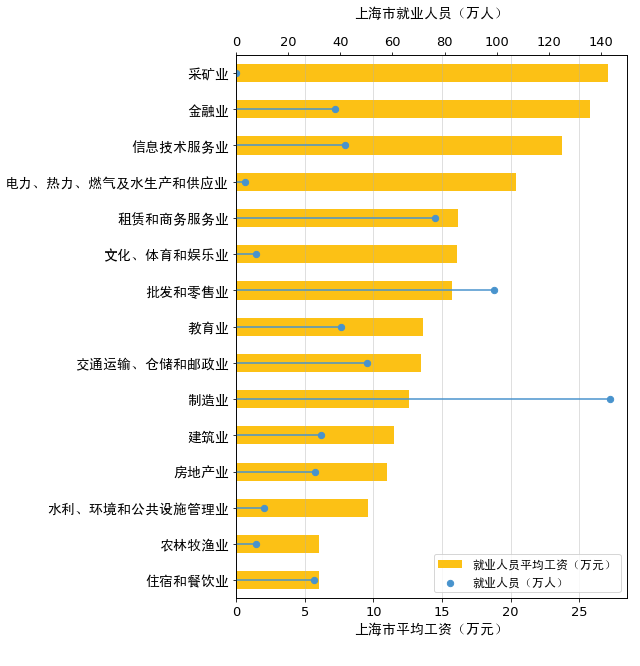 上海市就业人员（万人）
0 20 40 60 80 100 120 140
采矿业
金融业
信息技术服务业
电力、热力、燃气及水生产和供应业
租赁和商务服务业
文化、体育和娱乐业
批发和零售业
教育业
交通运输、仓储和邮政业
制造业
建筑业
房地产业
水利、环境和公共设施管理业
农林牧渔业
住宿和餐饮业
就业人员平均工资（万元）
就业人员（万人）
0 5 10 15 20 25
上海市平均工资（万元）